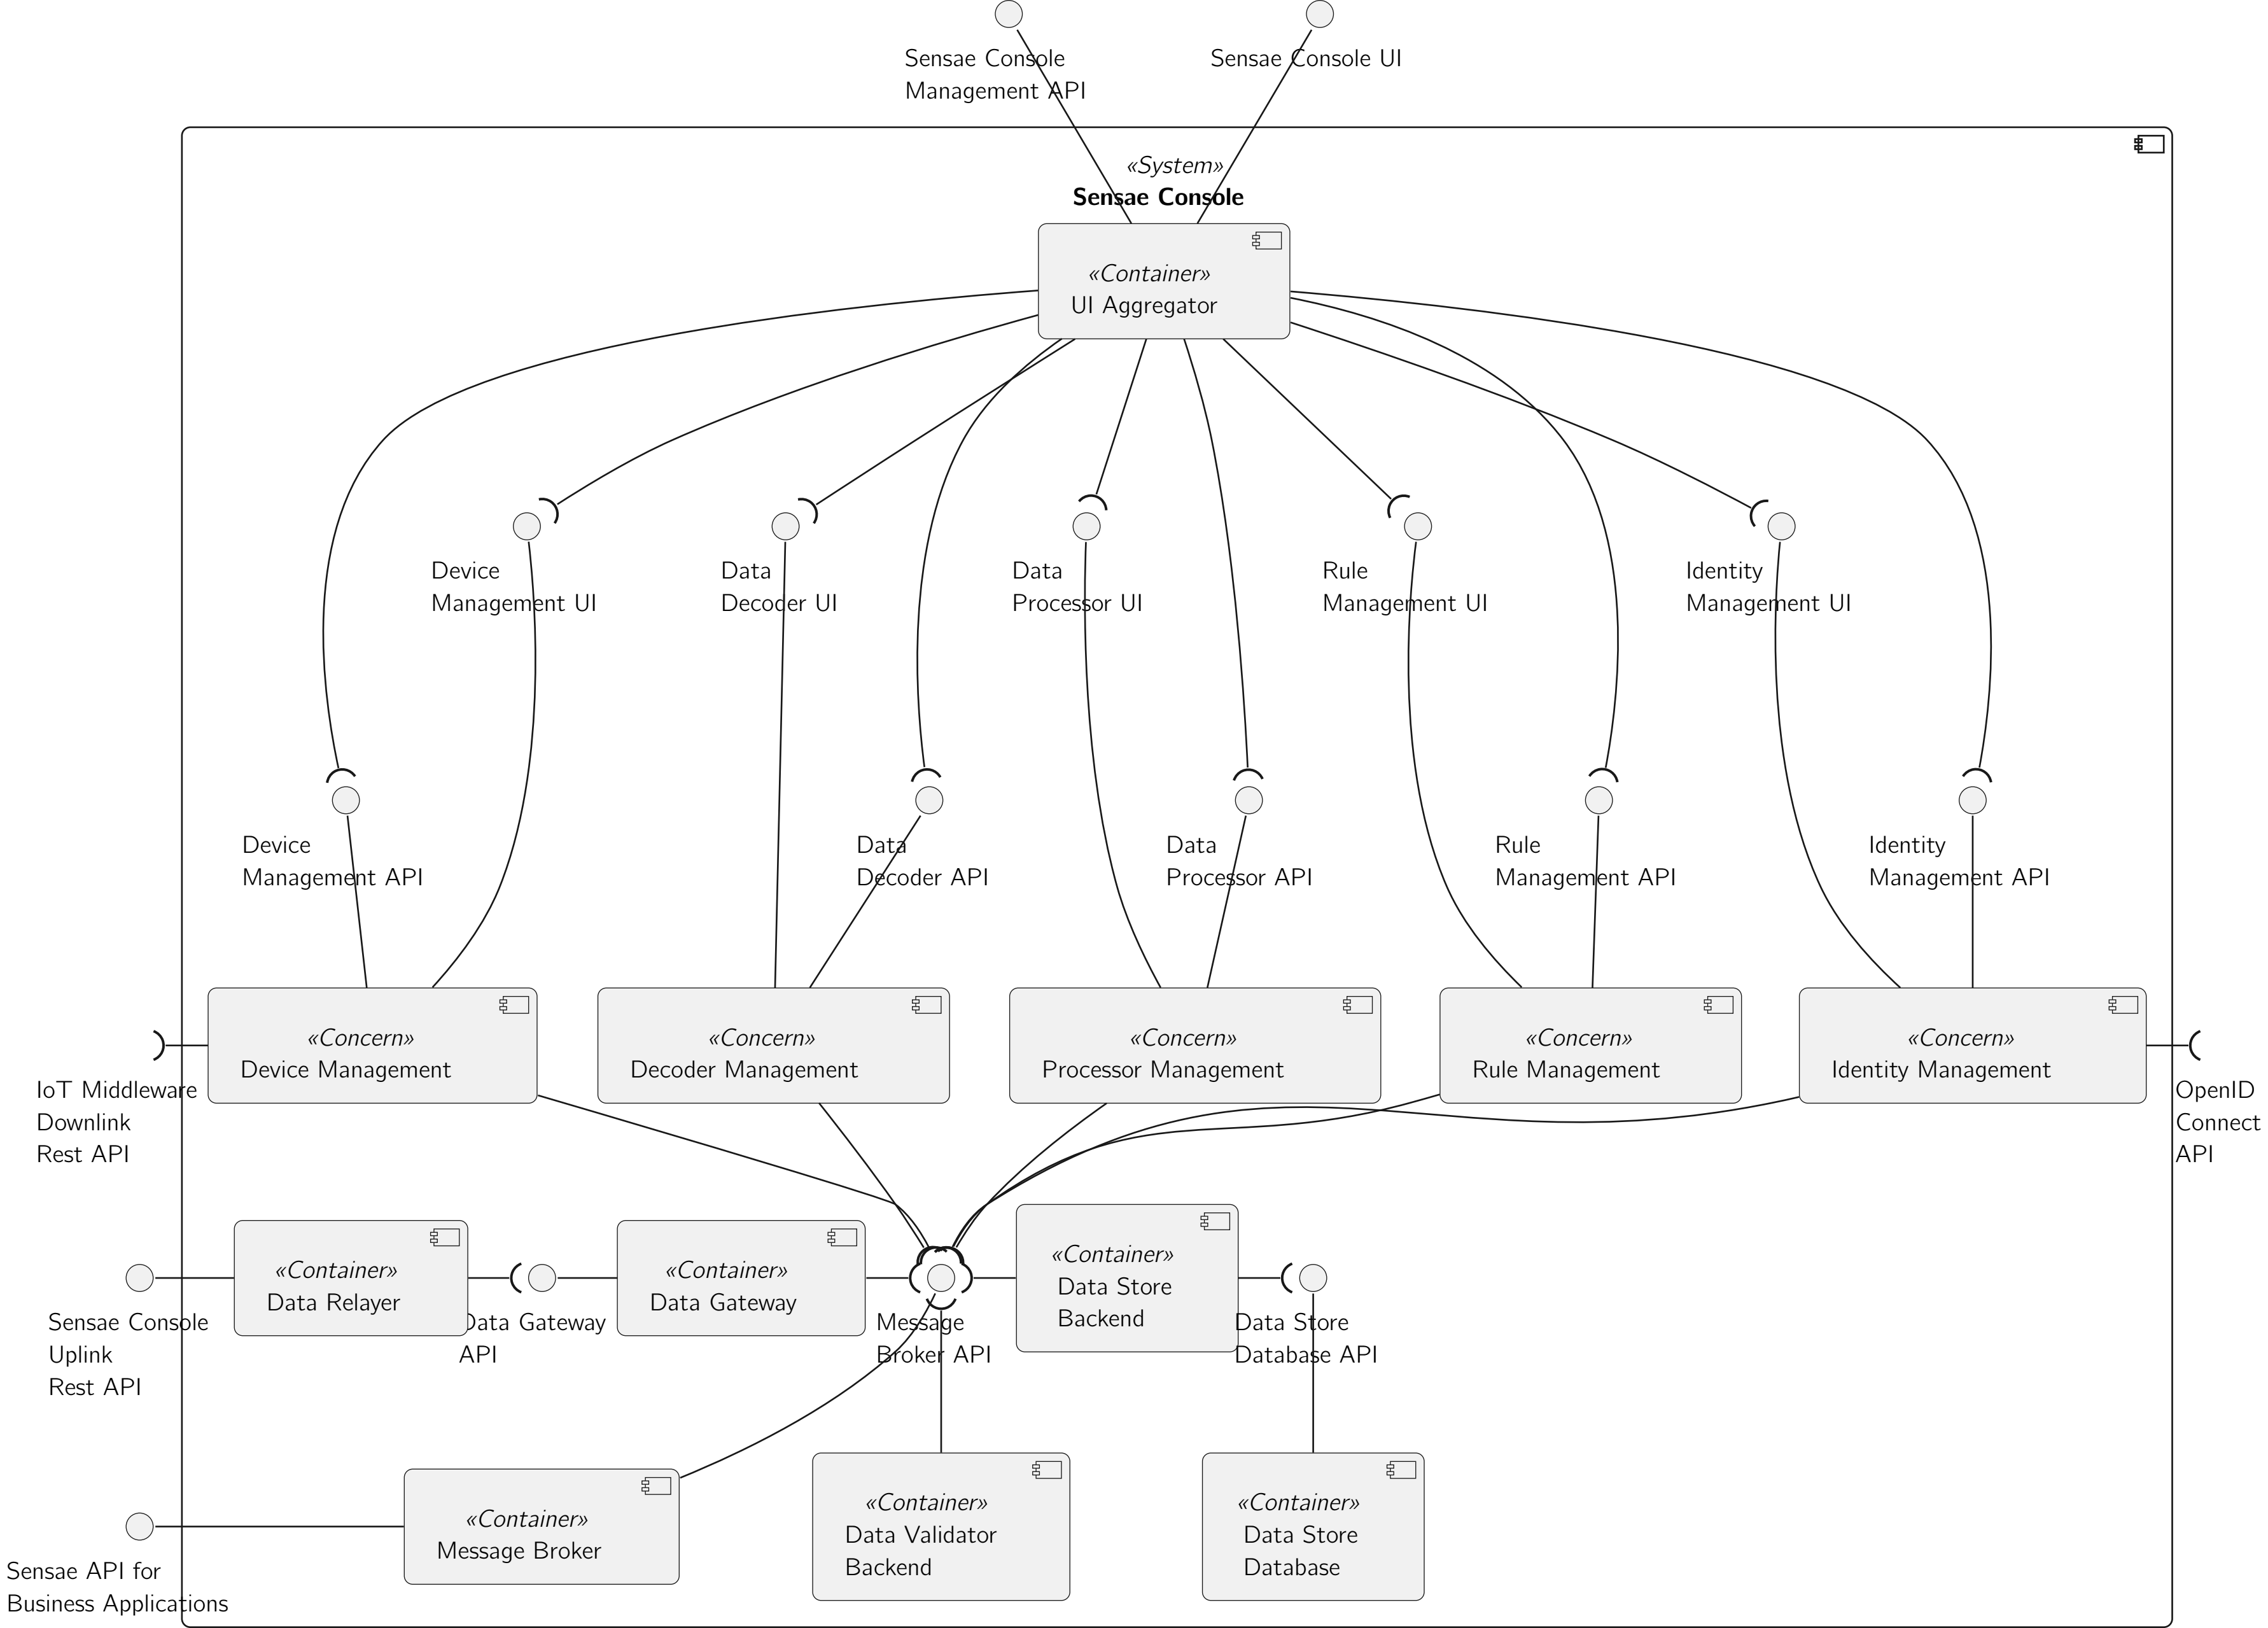 Sensae Console
Management API
Sensae Console UI
«System»
Sensae Console
«Container»
UI Aggregator
Device
Management UI
Data
Decoder UI
Data
Processor UI
Rule
Management UI
Identity
Management UI
Device
Management API
Data
Decoder API
Data
Processor API
Rule
Management API
Identity
Management API
«Concern»
Device Management
«Concern»
Decoder Management
«Concern»
Processor Management
«Concern»
Rule Management
«Concern»
Identity Management
IoT Middleware
Downlink
Rest API
OpenID
Connect
API
«Container»
Data Relayer
«Container»
Data Gateway
«Container»
Data Store
Backend
Sensae Console
Uplink
Rest API
Data Gateway
API
Message
Broker API
Data Store
Database API
«Container»
Message Broker
«Container»
Data Validator
Backend
«Container»
Data Store
Database
Sensae API for
Business Applications